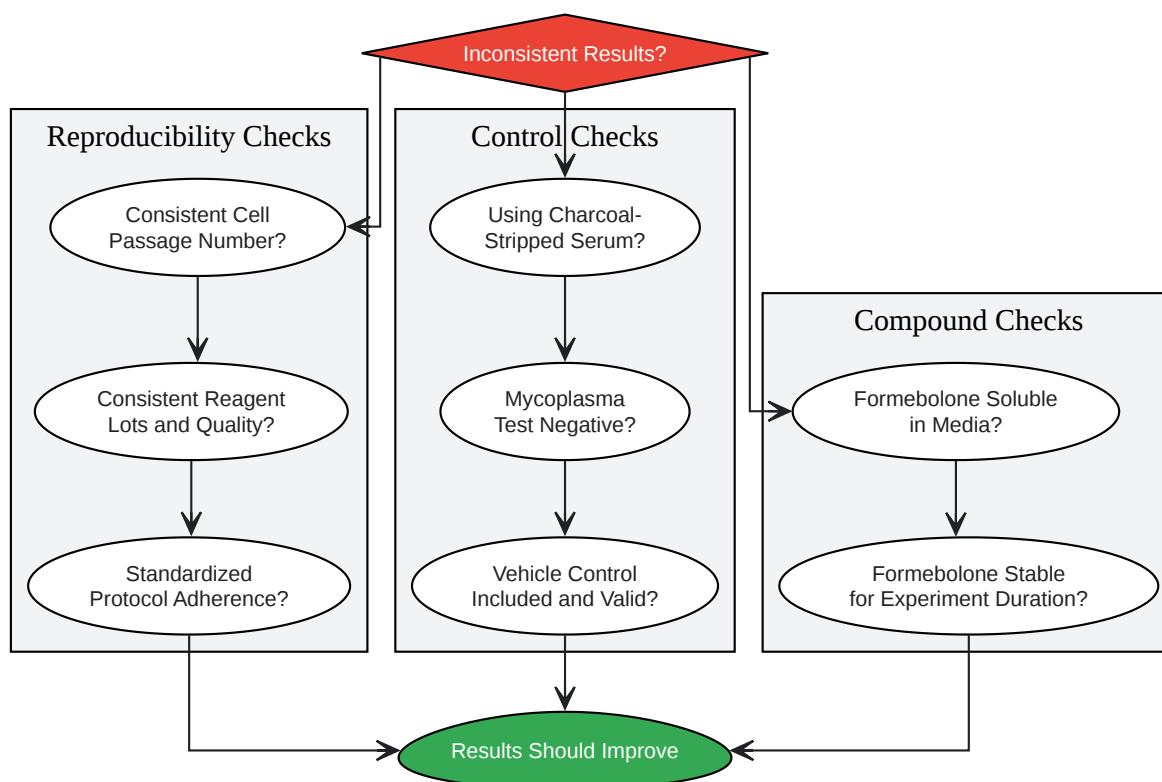 Inconsistent Results?
Reproducibility Checks
Consistent Cell
Passage Number?
Consistent Reagent
Lots and Quality?
Standardized
Protocol Adherence?
Control Checks
Using Charcoal-
Stripped Serum?
Mycoplasma
Test Negative?
Vehicle Control
Included and Valid?
Compound Checks
Formebolone Soluble
in Media?
Formebolone Stable
for Experiment Duration?
Results Should Improve